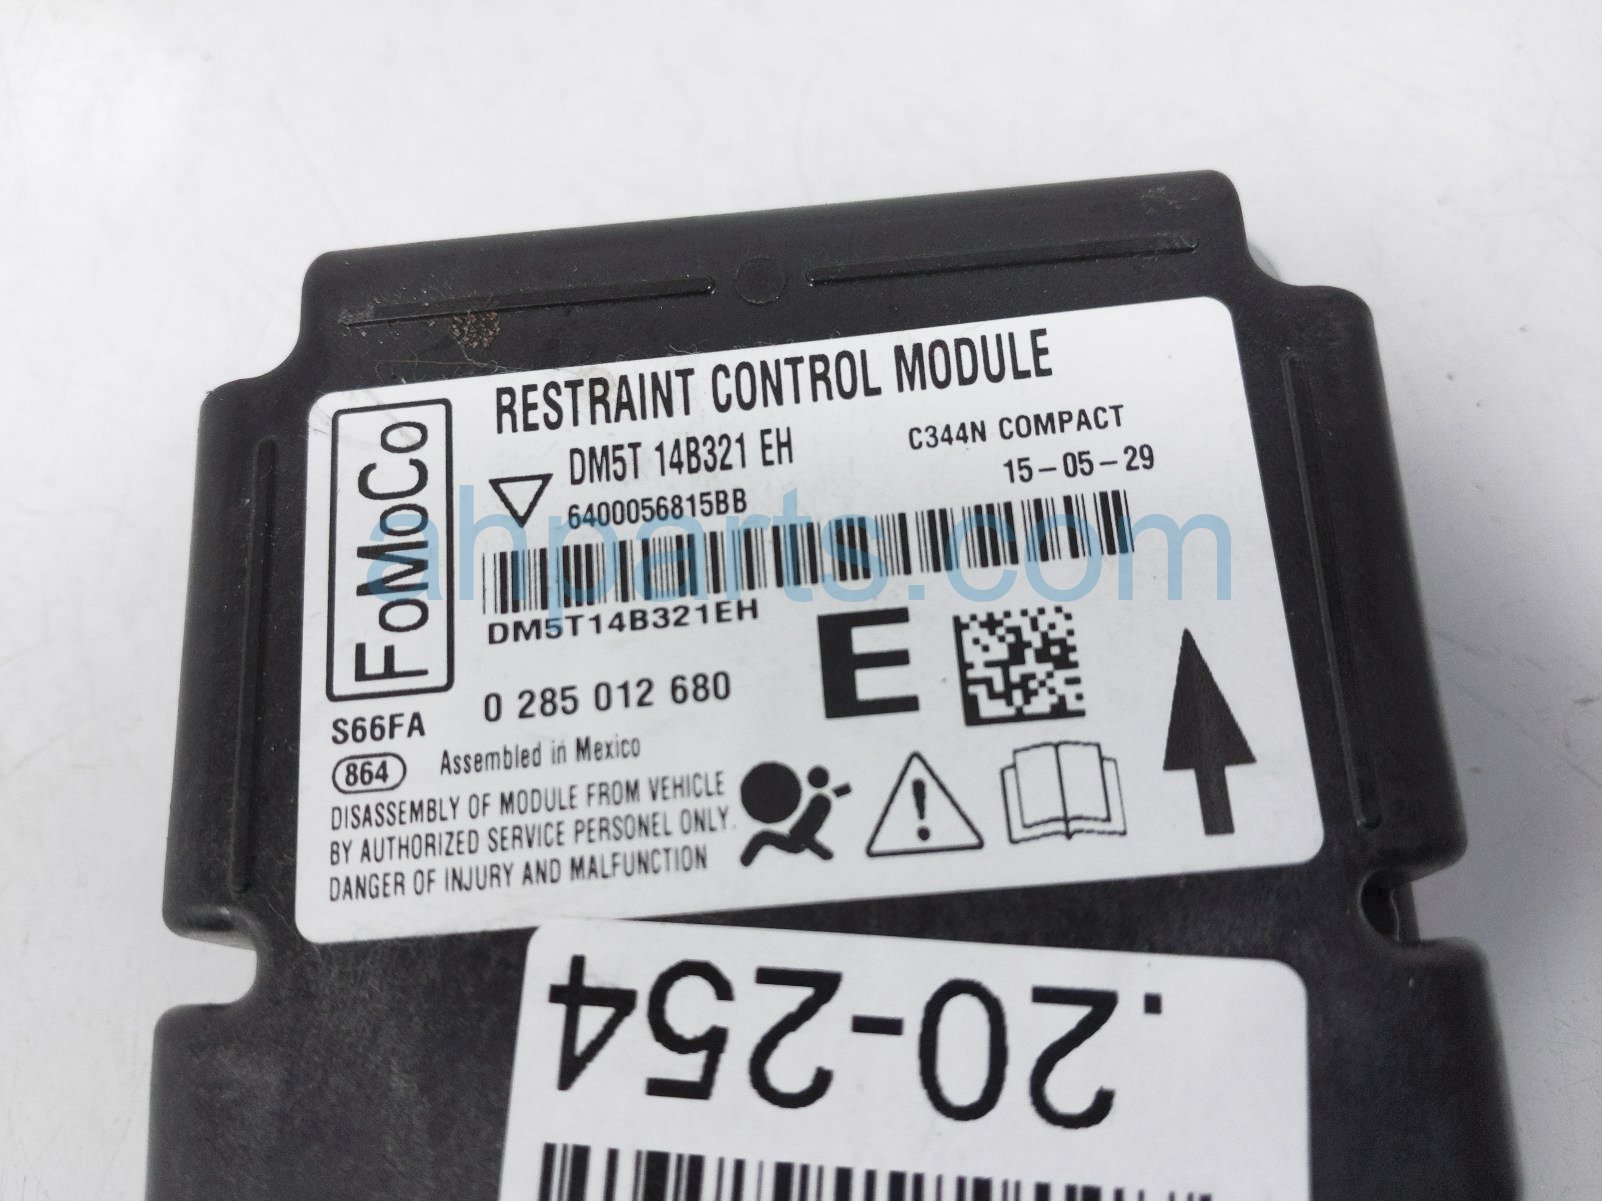 RESTRAINT CONTROL MODULE
FoMoCo
DM5T 14B321 EH
C344N COMPACT
6400056815BB
15-05-29
ahparts.com
DM5T14B321EH
E
0 285 012 680
S66FA
864
Assembled in Mexico
DISASSEMBLY OF MODULE FROM VEHICLE
BY AUTHORIZED SERVICE PERSONEL ONLY.
DANGER OF INJURY AND MALFUNCTION
.20-254